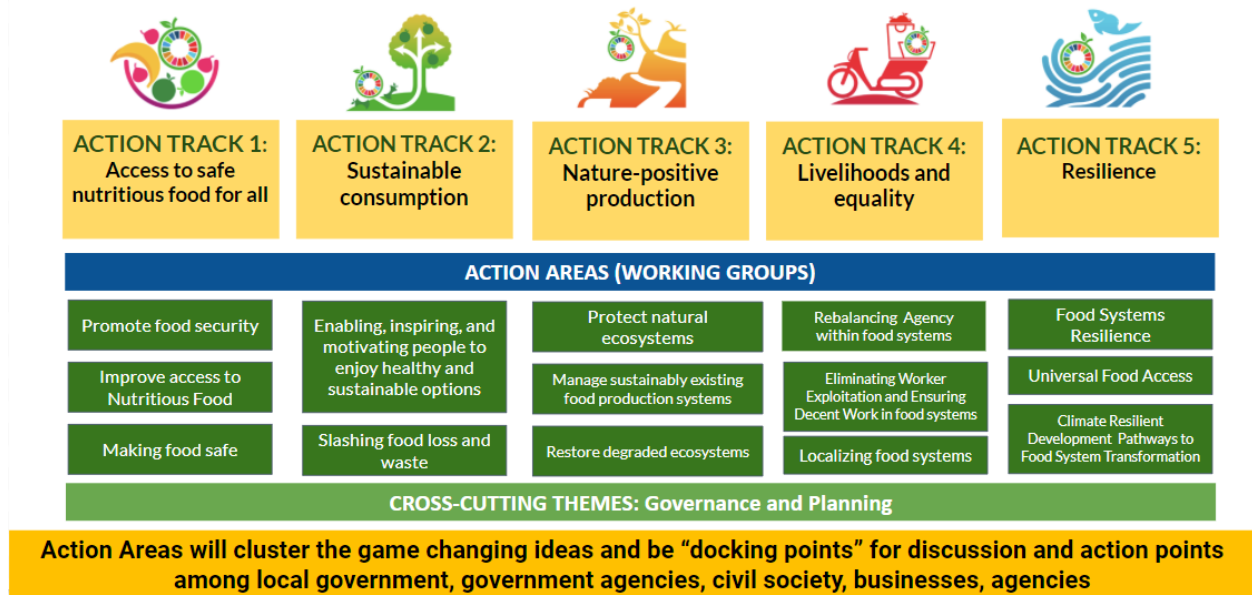 ACTION TRACK 1:
Access to safe
nutritious food for all
ACTION TRACK 2:
Sustainable
consumption
ACTION TRACK 3:
Nature-positive
production
ACTION TRACK 4:
Livelihoods and
equality
ACTION TRACK 5:
Resilience
ACTION AREAS (WORKING GROUPS)
Promote food security
Improve access to
Nutritious Food
Making food safe
Enabling, inspiring, and
motivating people to
enjoy healthy and
sustainable options
Slashing food loss and
waste
Protect natural
ecosystems
Manage sustainably existing
food production systems
Restore degraded ecosystems
Rebalancing Agency
within food systems
Eliminating Worker
Exploitation and Ensuring
Decent Work in food systems
Localizing food systems
Food Systems
Resilience
Universal Food Access
Climate Resilient
Development Pathways to
Food System Transformation
CROSS-CUTTING THEMES: Governance and Planning
Action Areas will cluster the game changing ideas and be “docking points” for discussion and action points
among local government, government agencies, civil society, businesses, agencies